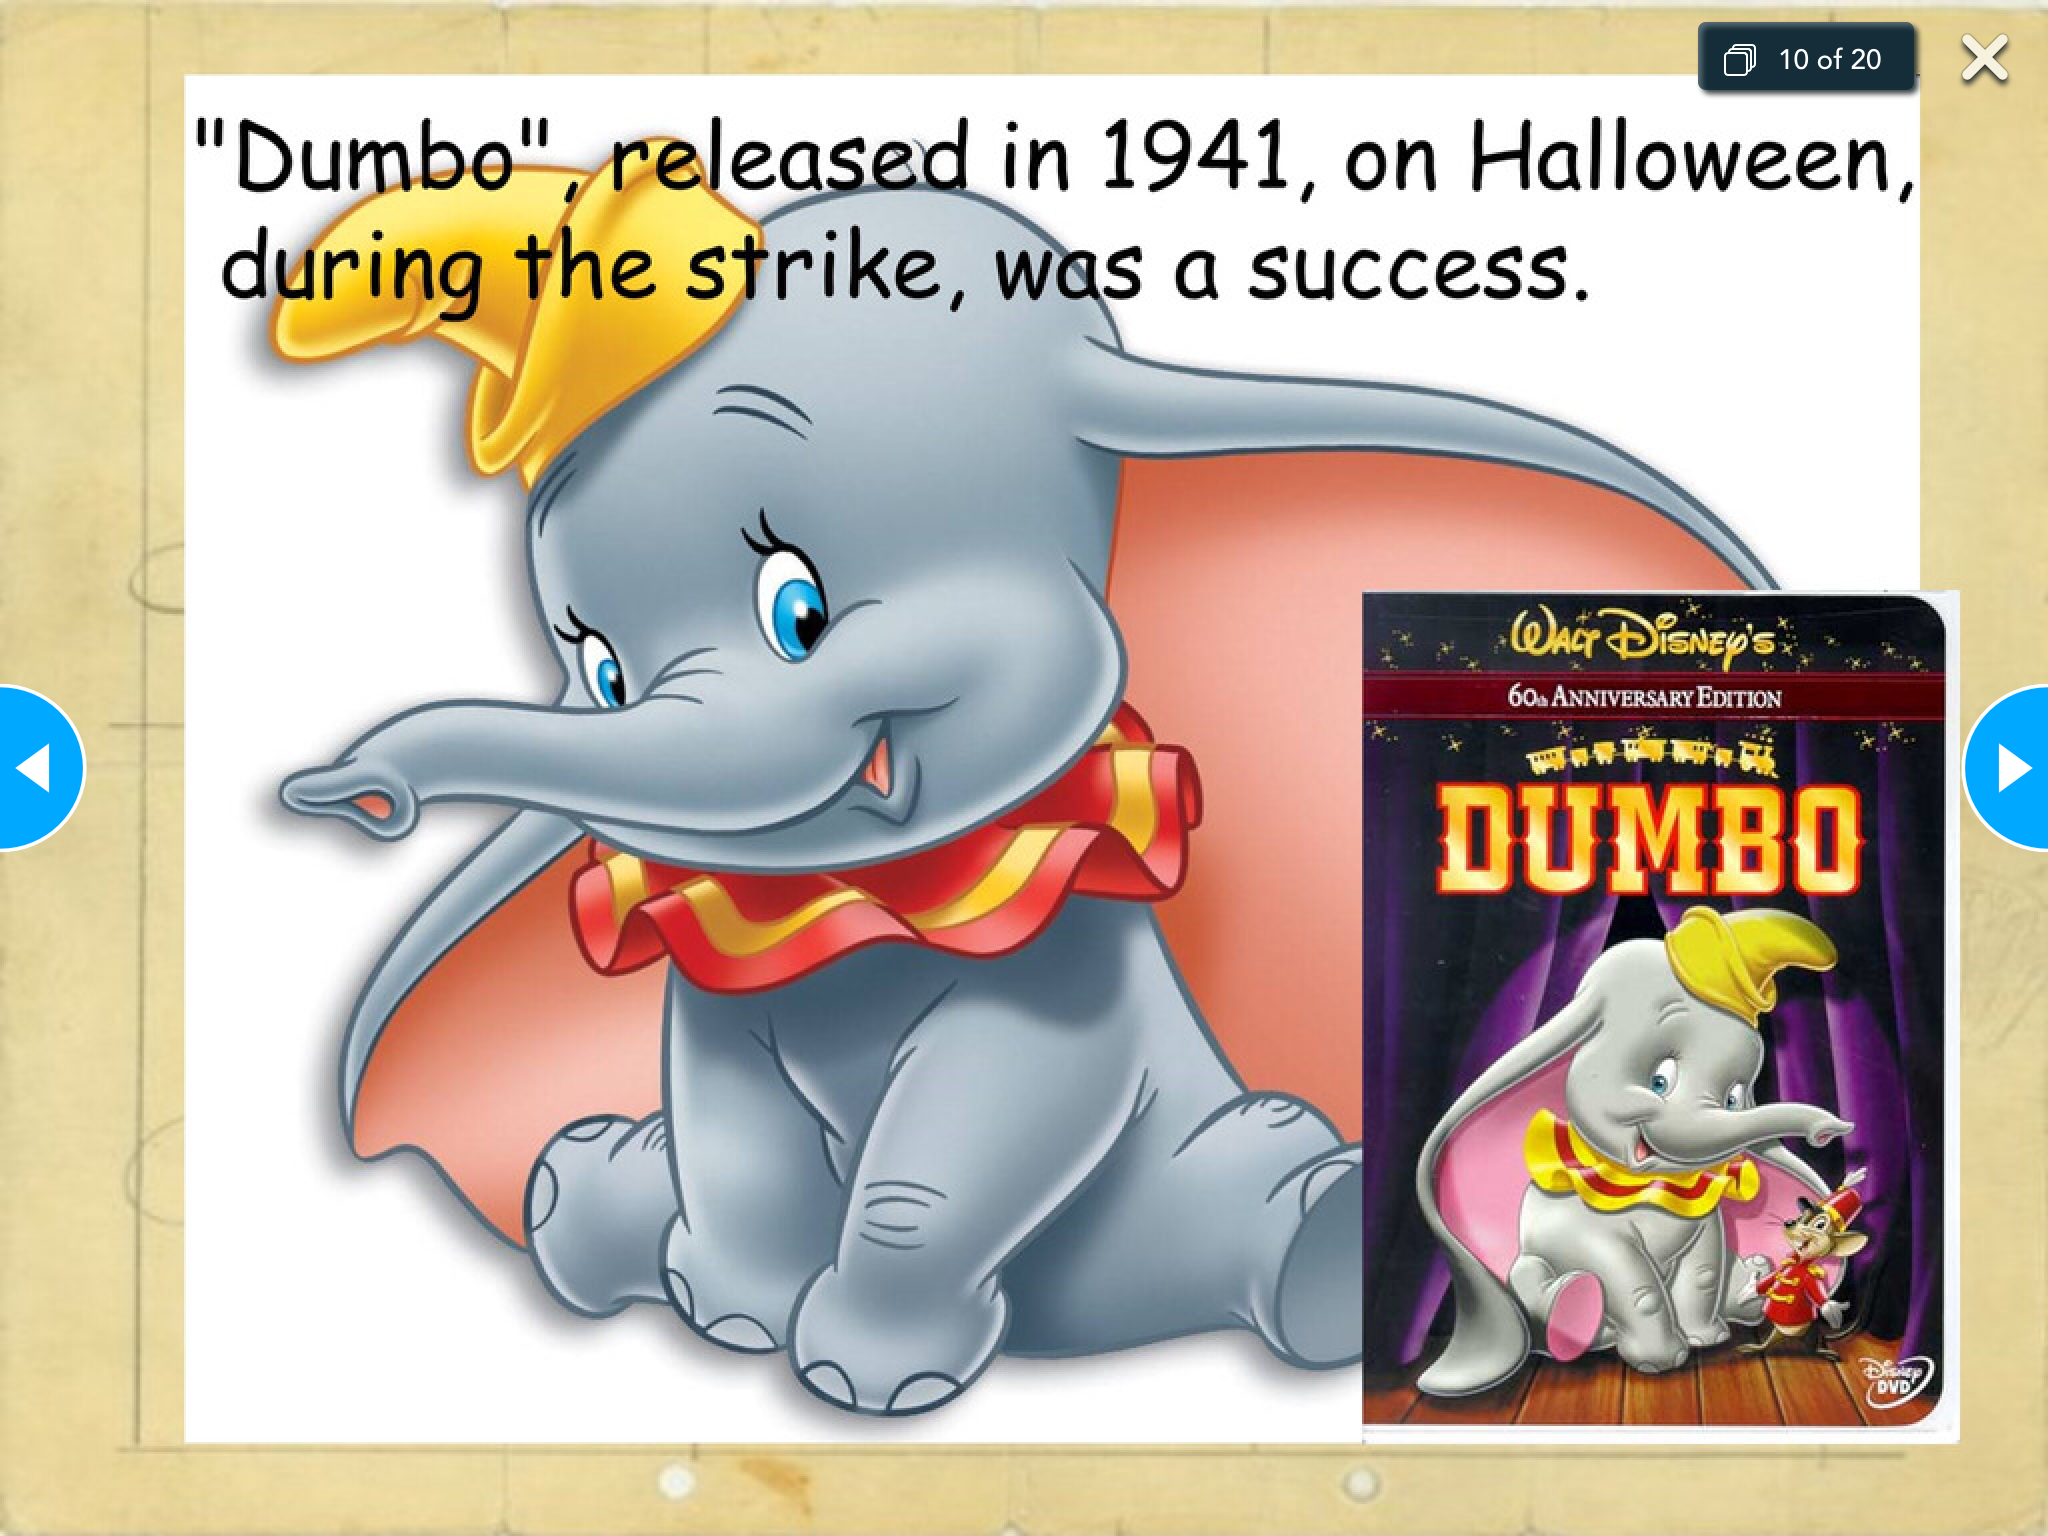 10 of 20
"Dumbo", released in 1941, on Halloween,
during the strike, was a success.
WALT DISNEY'S
60th ANNIVERSARY EDITION
DUMBO
Disney
DVD